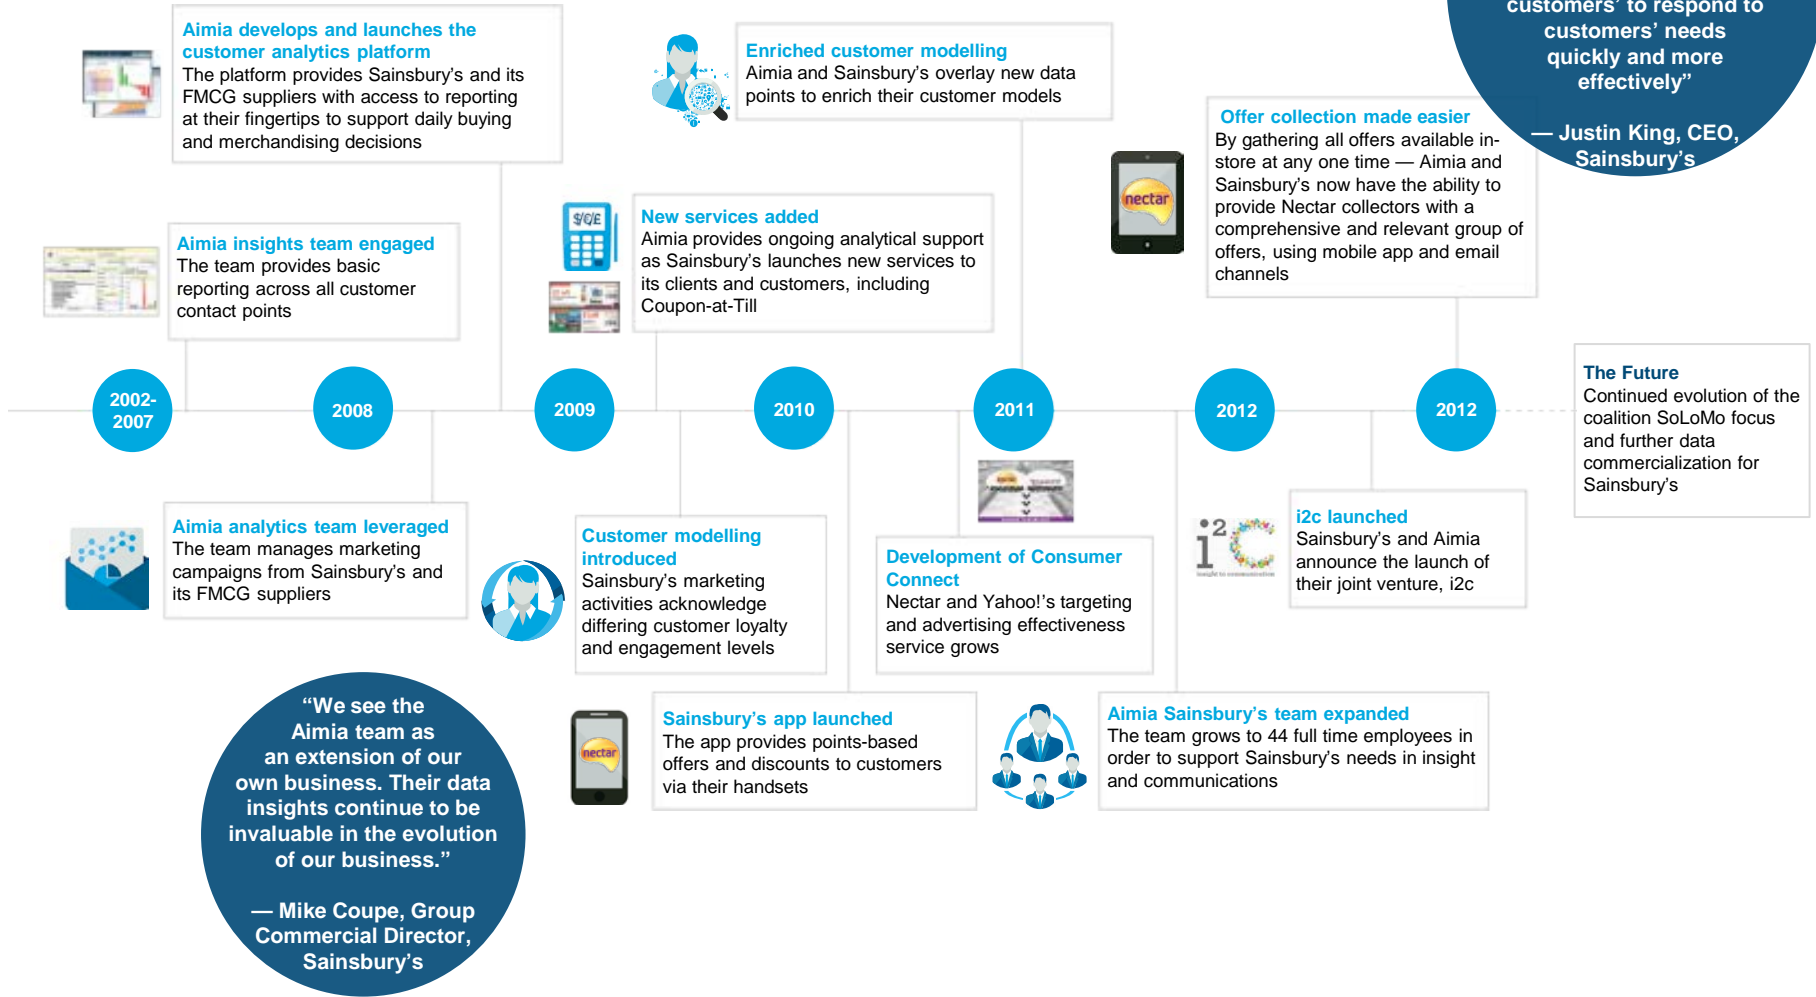 customers’ to respond to
customers’ needs
quickly and more
effectively”
— Justin King, CEO,
Sainsbury’s
Aimia develops and launches the
customer analytics platform
The platform provides Sainsbury’s and its
FMCG suppliers with access to reporting
at their fingertips to support daily buying
and merchandising decisions
Enriched customer modelling
Aimia and Sainsbury’s overlay new data
points to enrich their customer models
Offer collection made easier
By gathering all offers available in-
store at any one time — Aimia and
Sainsbury’s now have the ability to
provide Nectar collectors with a
comprehensive and relevant group of
offers, using mobile app and email
channels
nectar
Aimia insights team engaged
The team provides basic
reporting across all customer
contact points
$/€/£
New services added
Aimia provides ongoing analytical support
as Sainsbury’s launches new services to
its clients and customers, including
Coupon-at-Till
2002-
2007
2008
2009
2010
2011
2012
2012
The Future
Continued evolution of the
coalition SoLoMo focus
and further data
commercialization for
Sainsbury’s
Aimia analytics team leveraged
The team manages marketing
campaigns from Sainsbury’s and
its FMCG suppliers
Customer modelling
introduced
Sainsbury’s marketing
activities acknowledge
differing customer loyalty
and engagement levels
Development of Consumer
Connect
Nectar and Yahoo!’s targeting
and advertising effectiveness
service grows
i2c
insight to communication
i2c launched
Sainsbury’s and Aimia
announce the launch of
their joint venture, i2c
nectar
Sainsbury’s app launched
The app provides points-based
offers and discounts to customers
via their handsets
Aimia Sainsbury’s team expanded
The team grows to 44 full time employees in
order to support Sainsbury’s needs in insight
and communications
“We see the
Aimia team as
an extension of our
own business. Their data
insights continue to be
invaluable in the evolution
of our business.”
— Mike Coupe, Group
Commercial Director,
Sainsbury’s